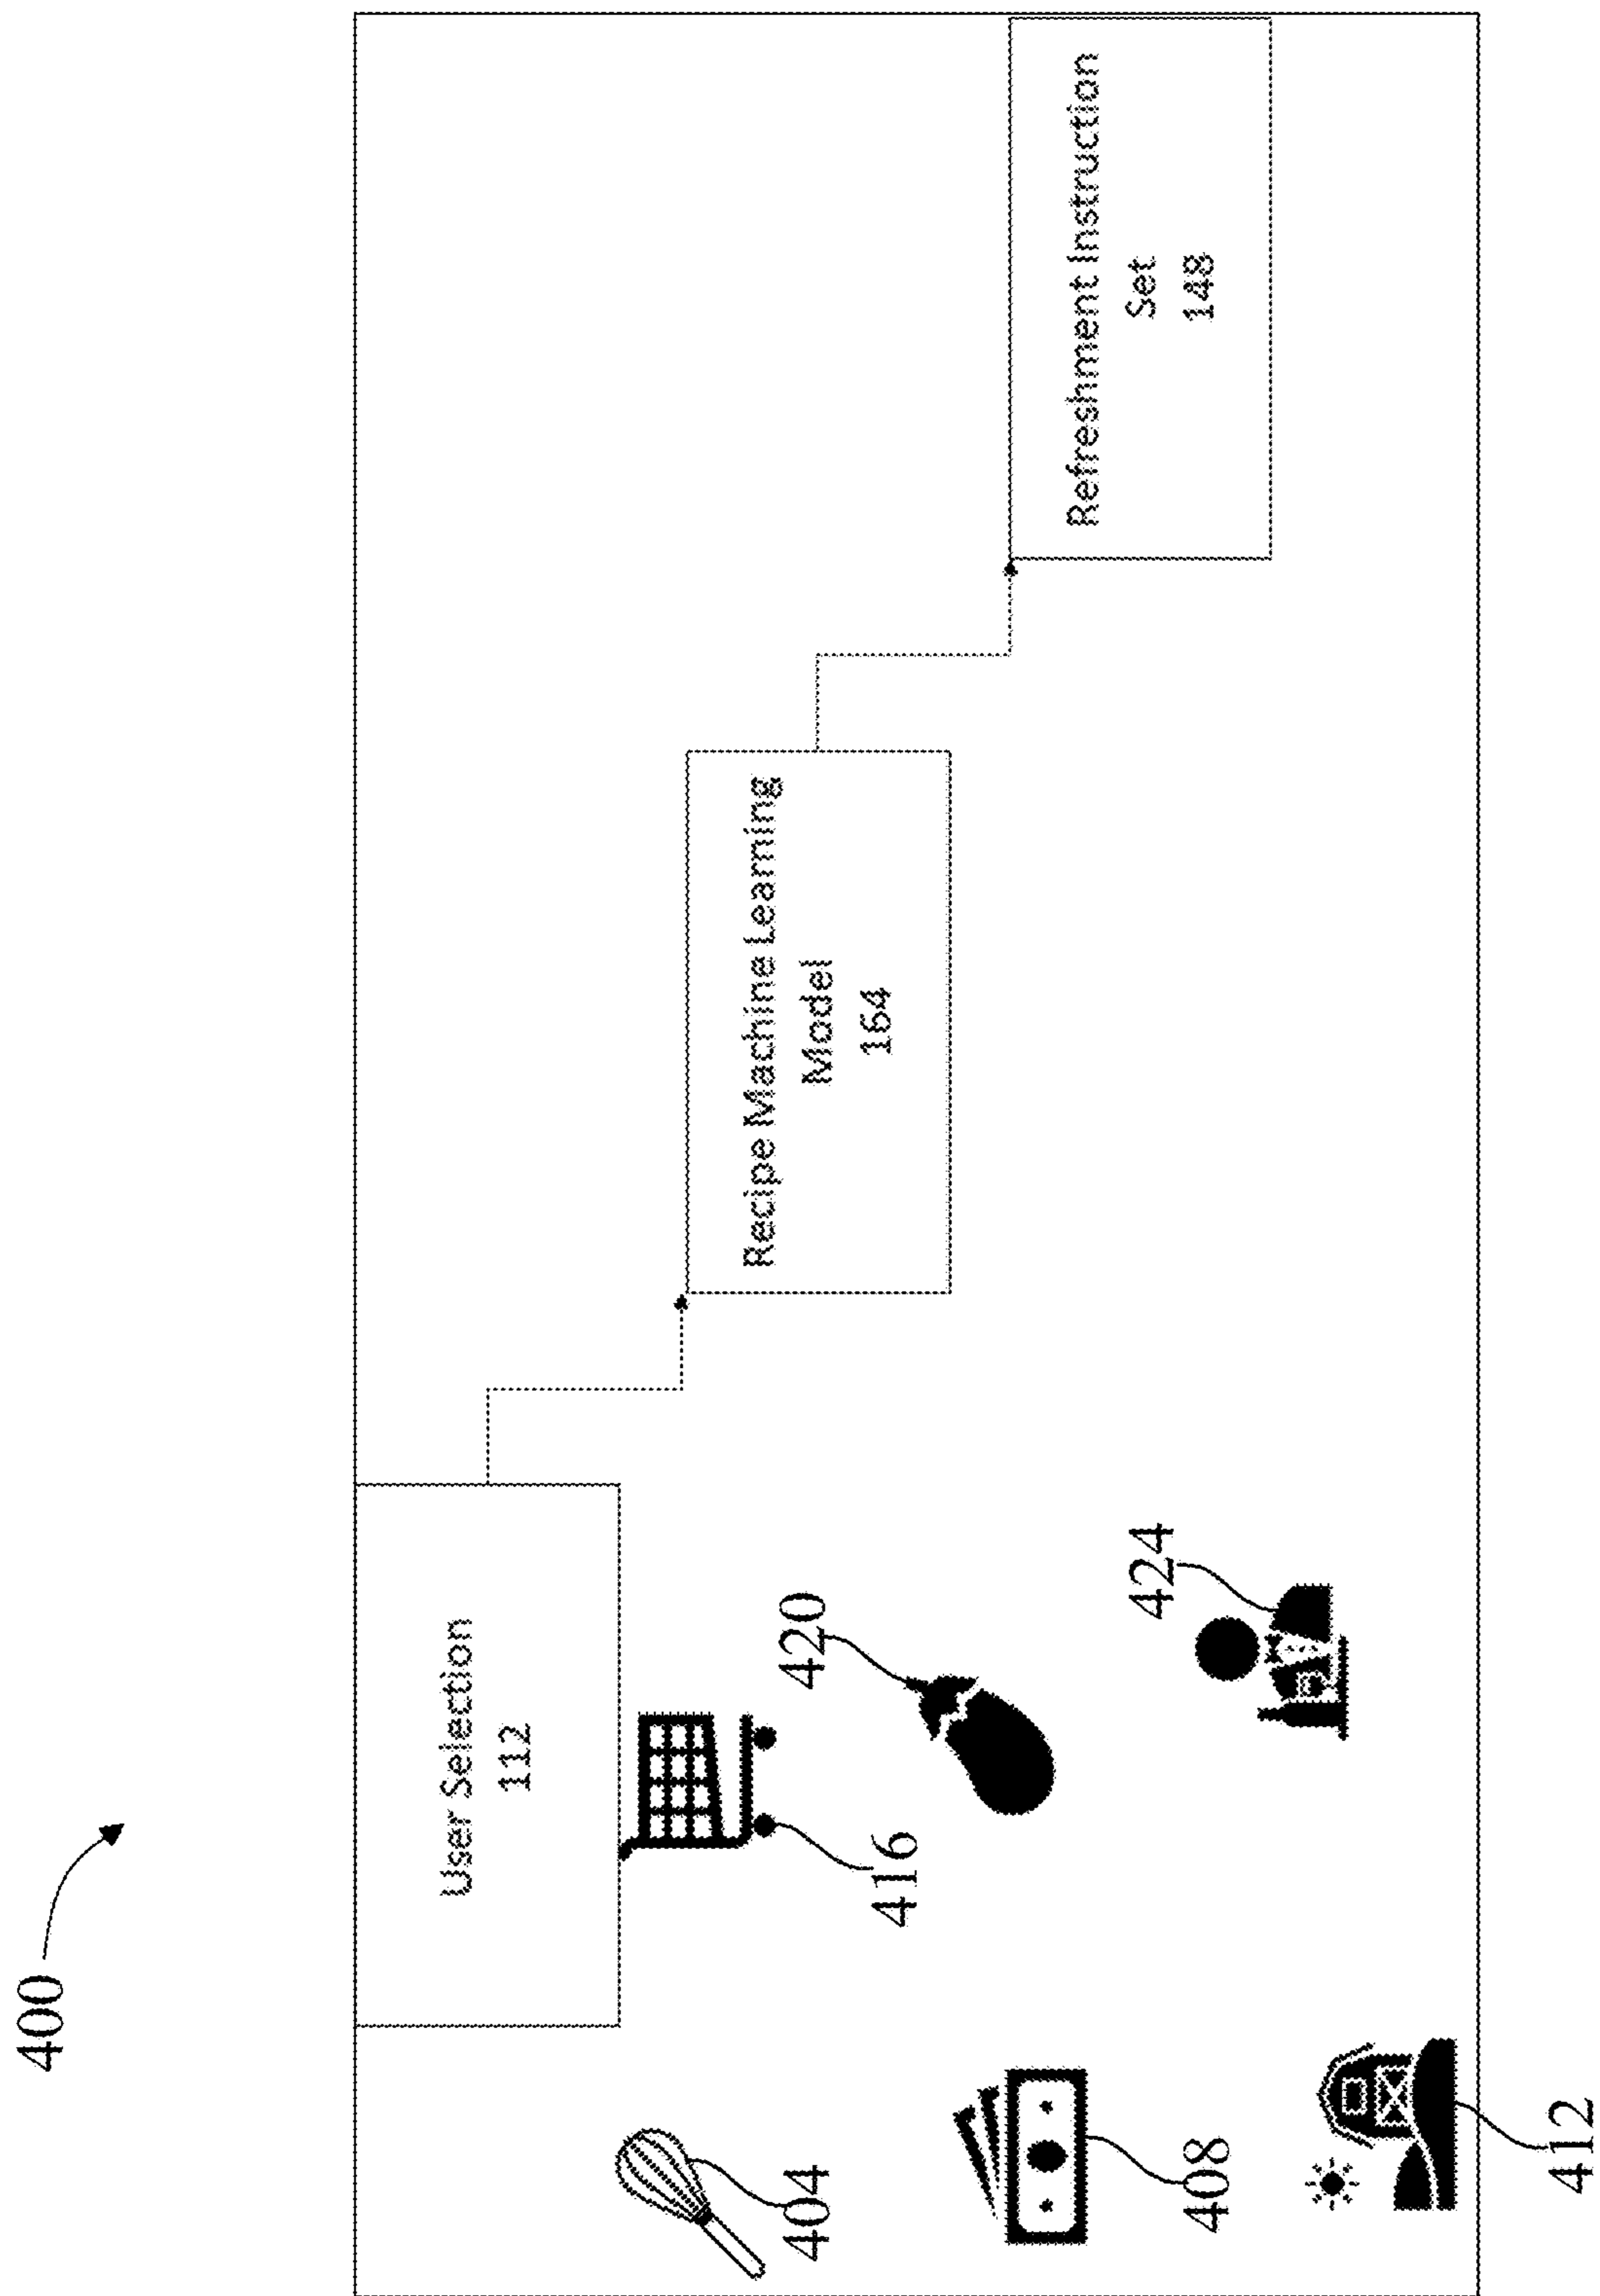 400
User Selection
112
Recipe Machine Learning
Model
164
Refreshment Instruction
Set
148
404
416
420
408
424
412